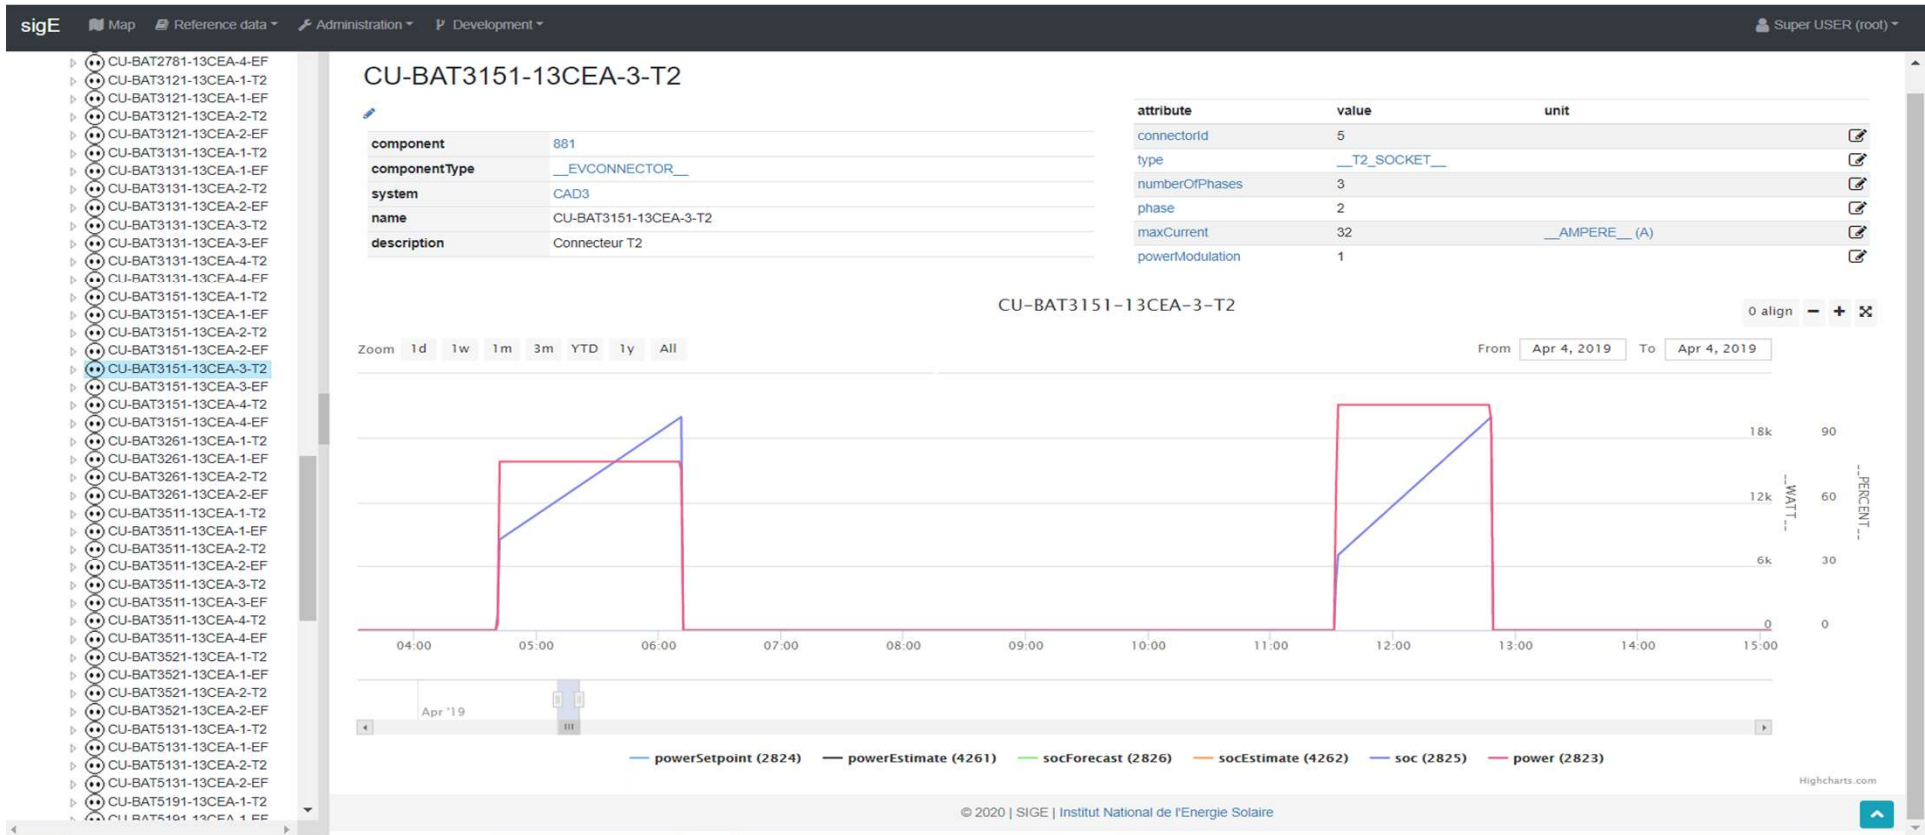 sigE Map Reference data Administration Development Super USER (root)
CU-BAT2781-13CEA-4-EF
CU-BAT3121-13CEA-1-T2
CU-BAT3121-13CEA-1-EF
CU-BAT3121-13CEA-2-T2
CU-BAT3121-13CEA-2-EF
CU-BAT3131-13CEA-1-T2
CU-BAT3131-13CEA-1-EF
CU-BAT3131-13CEA-2-T2
CU-BAT3131-13CEA-2-EF
CU-BAT3131-13CEA-3-T2
CU-BAT3131-13CEA-3-EF
CU-BAT3131-13CEA-4-T2
CU-BAT3131-13CEA-4-EF
CU-BAT3151-13CEA-1-T2
CU-BAT3151-13CEA-1-EF
CU-BAT3151-13CEA-2-T2
CU-BAT3151-13CEA-2-EF
CU-BAT3151-13CEA-3-T2
CU-BAT3151-13CEA-3-EF
CU-BAT3151-13CEA-4-T2
CU-BAT3151-13CEA-4-EF
CU-BAT3261-13CEA-1-T2
CU-BAT3261-13CEA-1-EF
CU-BAT3261-13CEA-2-T2
CU-BAT3261-13CEA-2-EF
CU-BAT3511-13CEA-1-T2
CU-BAT3511-13CEA-1-EF
CU-BAT3511-13CEA-2-T2
CU-BAT3511-13CEA-2-EF
CU-BAT3511-13CEA-3-T2
CU-BAT3511-13CEA-3-EF
CU-BAT3511-13CEA-4-T2
CU-BAT3511-13CEA-4-EF
CU-BAT3521-13CEA-1-T2
CU-BAT3521-13CEA-1-EF
CU-BAT3521-13CEA-2-T2
CU-BAT3521-13CEA-2-EF
CU-BAT5131-13CEA-1-T2
CU-BAT5131-13CEA-1-EF
CU-BAT5131-13CEA-2-T2
CU-BAT5131-13CEA-2-EF
CU-BAT5191-13CEA-1-T2
CU-BAT5191-13CEA-1-EF
CU-BAT3151-13CEA-3-T2
component 881
componentType __EVCONNECTOR__
system CAD3
name CU-BAT3151-13CEA-3-T2
description Connecteur T2
attribute value unit
connectorId 5
type __T2_SOCKET__
numberOfPhases 3
phase 2
maxCurrent 32 __AMPERE__ (A)
powerModulation 1
CU-BAT3151-13CEA-3-T2
0 align
Zoom 1d 1w 1m 3m YTD 1y All From Apr 4, 2019 To Apr 4, 2019
18k 90
12k 60
6k 30
0 0
__WATT__
__PERCENT__
04:00 05:00 06:00 07:00 08:00 09:00 10:00 11:00 12:00 13:00 14:00 15:00
Apr '19
powerSetpoint (2824) powerEstimate (4261) socForecast (2826) socEstimate (4262) soc (2825) power (2823)
Highcharts.com
© 2020 | SIGE | Institut National de l'Energie Solaire